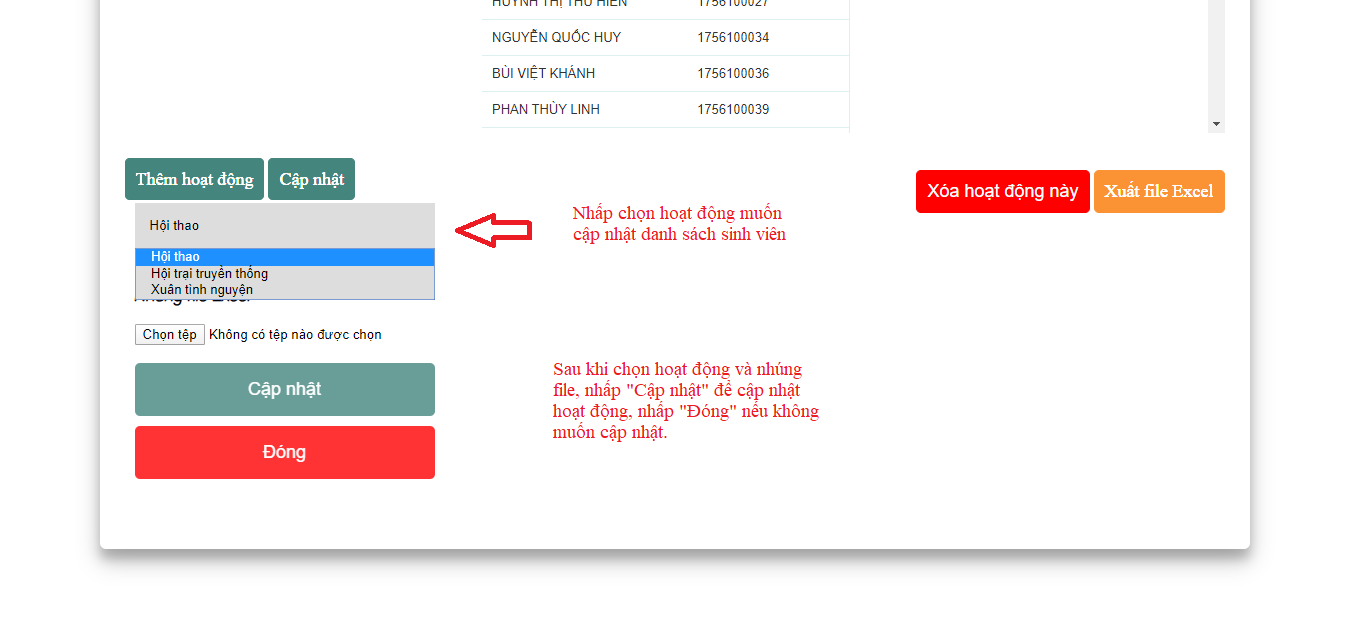 HUỲNH THỊ THU HIỀN 1756100027
NGUYỄN QUỐC HUY 1756100034
BÙI VIỆT KHÁNH 1756100036
PHAN THÙY LINH 1756100039
Thêm hoạt động Cập nhật
Xóa hoạt động này Xuất file Excel
Hội thao
Nhấp chọn hoạt động muốn
cập nhật danh sách sinh viên
Hội thao
Hội trại truyền thống
Xuân tình nguyện
file Excel
Chọn tệp Không có tệp nào được chọn
Cập nhật
Sau khi chọn hoạt động và nhúng
file, nhấp "Cập nhật" để cập nhật
hoạt động, nhấp "Đóng" nếu không
muốn cập nhật.
Đóng